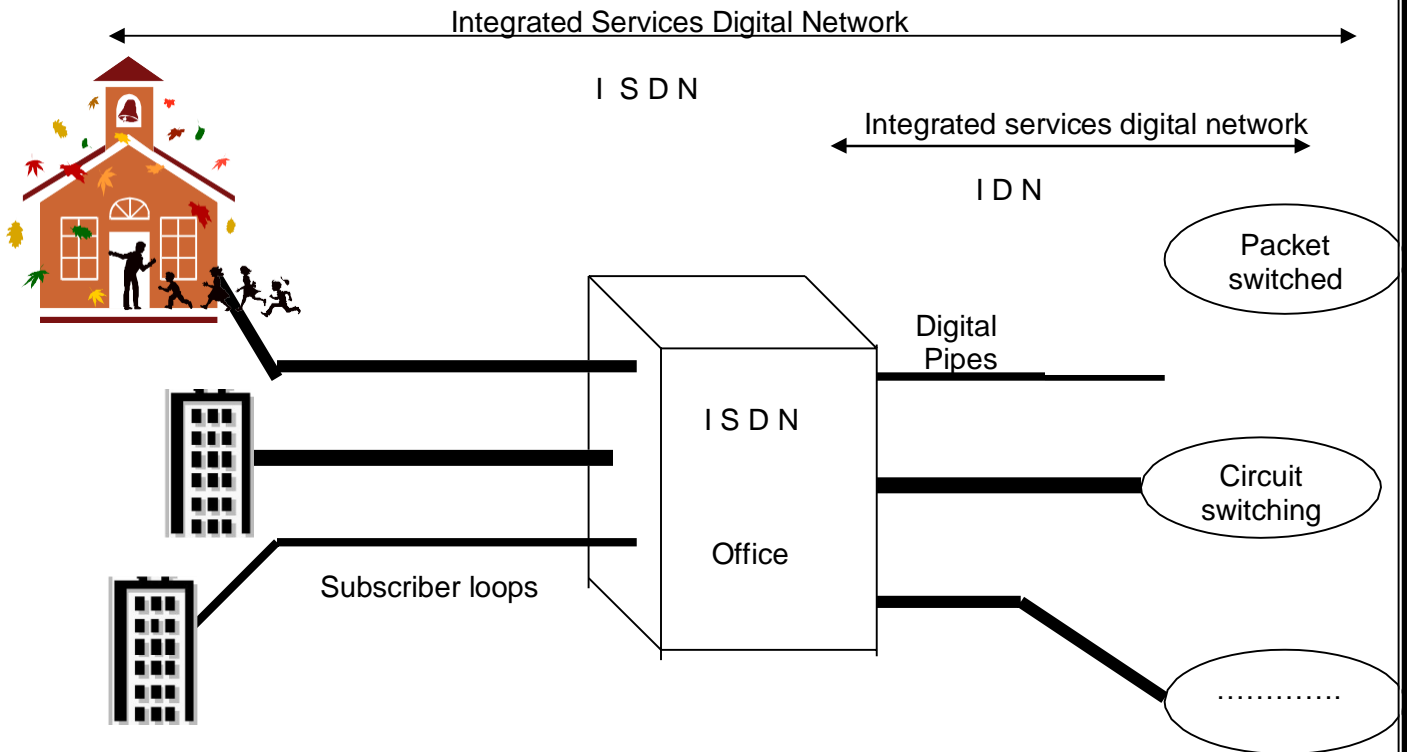 Integrated Services Digital Network
I S D N
Integrated services digital network
I D N
Packet
switched
Digital
Pipes
I S D N
Circuit
switching
Office
Subscriber loops
.............